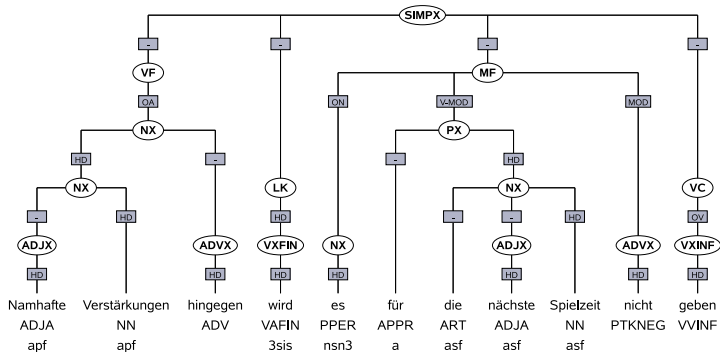 SIMPX
- - - -
VF MF
OA ON V-MOD MOD
NX PX
HD - - HD
NX LK NX VC
- HD HD - - HD OV
ADJX ADVX VXFIN NX ADJX ADVX VXINF
HD HD HD HD HD HD HD
Namhafte Verstärkungen hingegen wird es für die nächste Spielzeit nicht geben
ADJA NN ADV VAFIN PPER APPR ART ADJA NN PTKNEG VVINF
apf apf 3sis nsn3 a asf asf asf